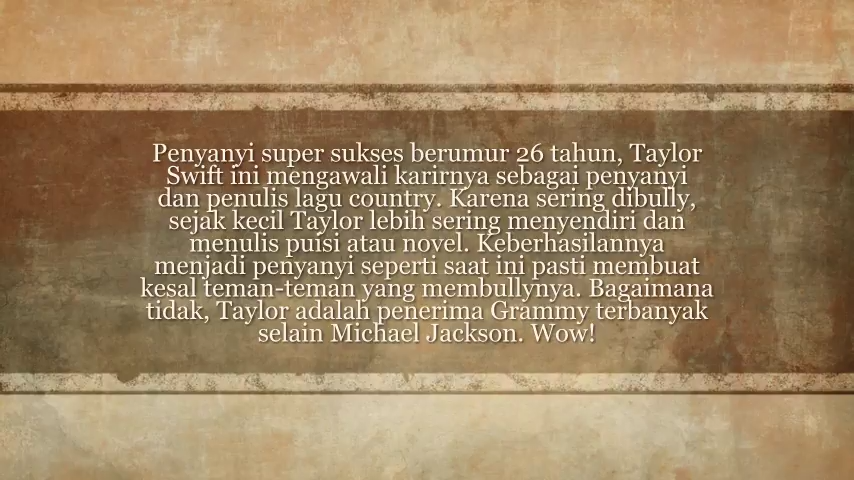 Penyanyi super sukses berumur 26 tahun, Taylor
Swift ini mengawali karirnya sebagai penyanyi
dan penulis lagu country. Karena sering dibully,
sejak kecil Taylor lebih sering menyendiri dan
menulis puisi atau novel. Keberhasilannya
menjadi penyanyi seperti saat ini pasti membuat
kesal teman-teman yang membullynya. Bagaimana
tidak, Taylor adalah penerima Grammy terbanyak
selain Michael Jackson. Wow!